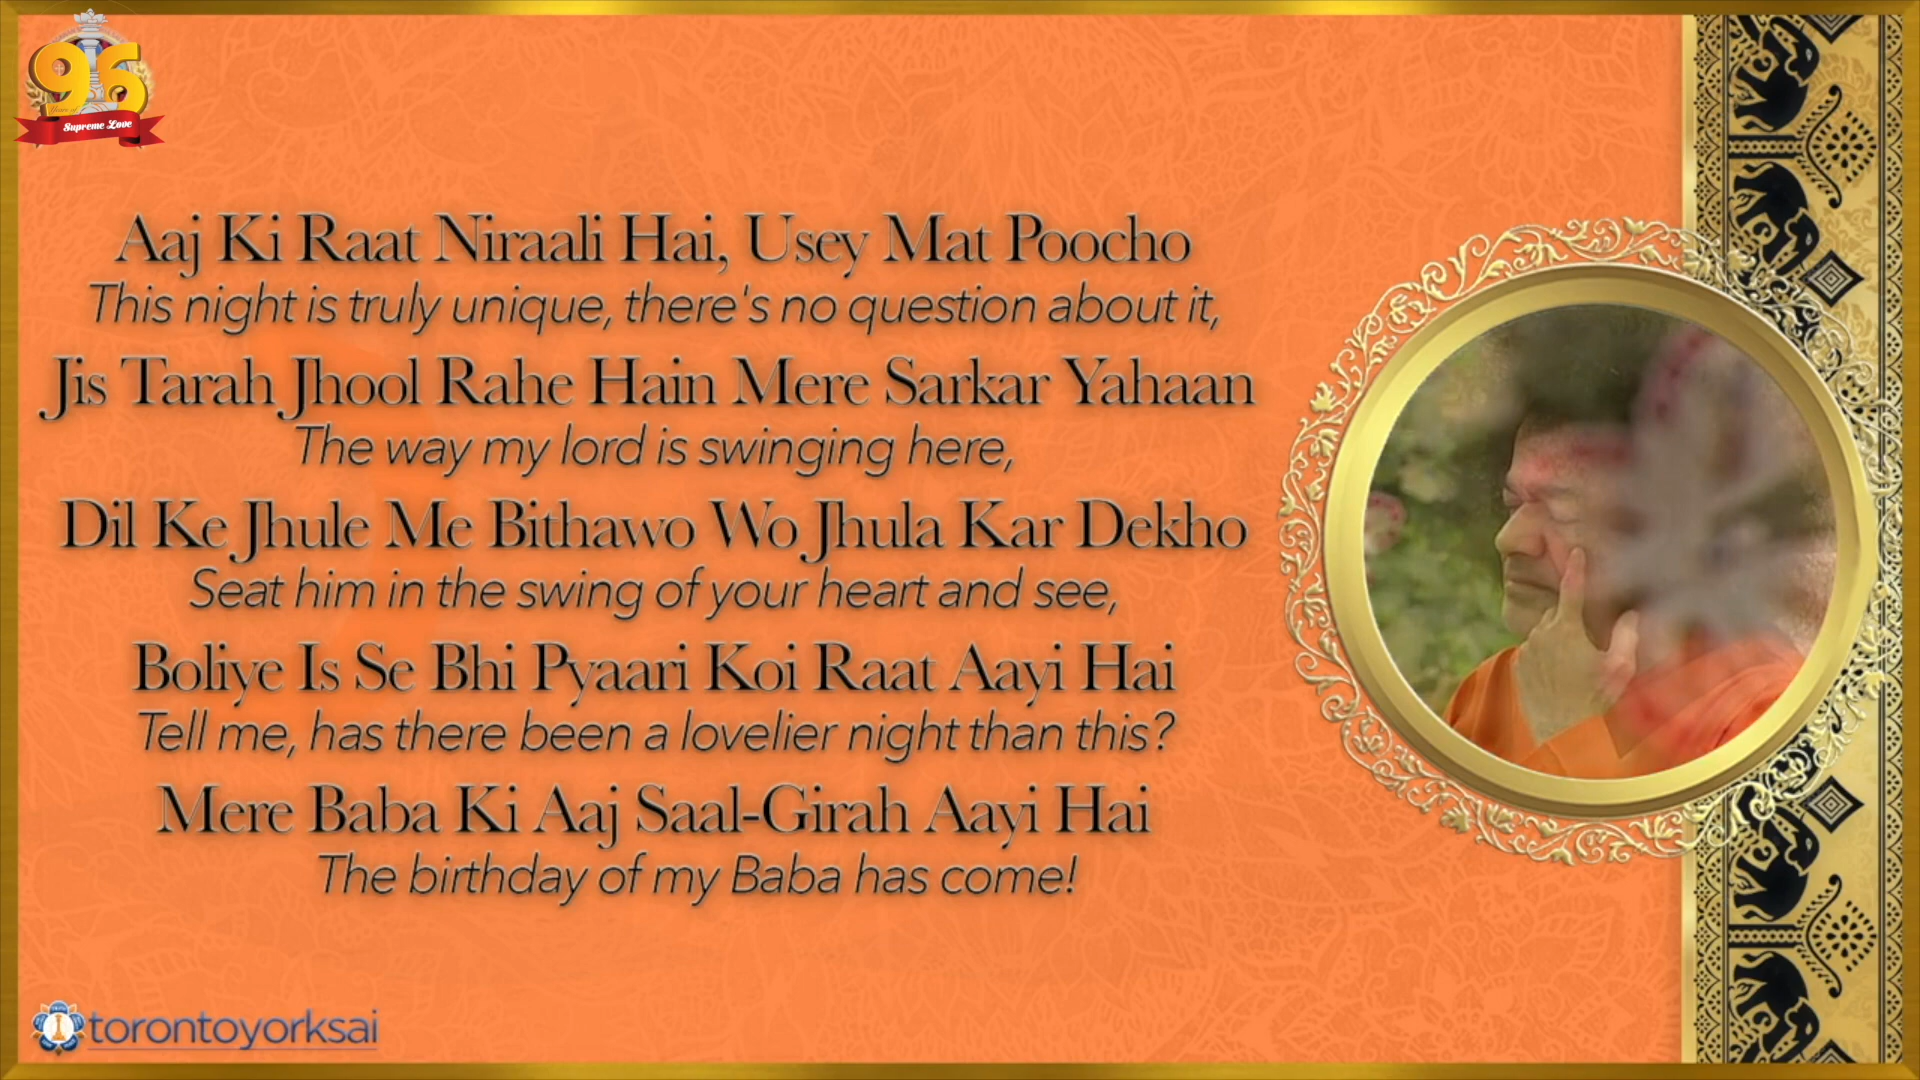 96
Years of
Supreme Love
Aaj Ki Raat Niraali Hai, Usey Mat Poocho
This night is truly unique, there's no question about it,
Jis Tarah Jhool Rahe Hain Mere Sarkar Yahaan
The way my lord is swinging here,
Dil Ke Jhule Me Bithawo Wo Jhula Kar Dekho
Seat him in the swing of your heart and see,
Boliye Is Se Bhi Pyaari Koi Raat Aayi Hai
Tell me, has there been a lovelier night than this?
Mere Baba Ki Aaj Saal-Girah Aayi Hai
The birthday of my Baba has come!
torontoyorksai